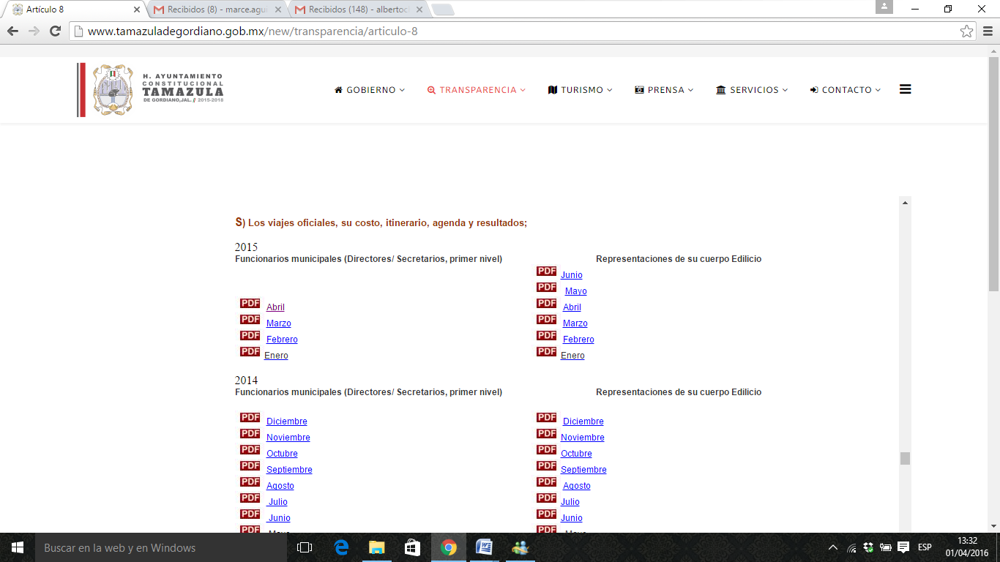 Artículo 8
Recibidos (8) - marce.agui
Recibidos (148) - albertoc
www.tamazuladegordiano.gob.mx/new/transparencia/articulo-8
H. AYUNTAMIENTO
CONSTITUCIONAL
TAMAZULA
DE GORDIANO, JAL. // 2015-2018
GOBIERNO
TRANSPARENCIA
TURISMO
PRENSA
SERVICIOS
CONTACTO
S) Los viajes oficiales, su costo, itinerario, agenda y resultados;
2015
Funcionarios municipales (Directores/ Secretarios, primer nivel) Representaciones de su cuerpo Edilicio
PDF Junio
PDF Mayo
PDF Abril PDF Abril
PDF Marzo PDF Marzo
PDF Febrero PDF Febrero
PDF Enero PDF Enero
2014
Funcionarios municipales (Directores/ Secretarios, primer nivel) Representaciones de su cuerpo Edilicio
PDF Diciembre PDF Diciembre
PDF Noviembre PDF Noviembre
PDF Octubre PDF Octubre
PDF Septiembre PDF Septiembre
PDF Agosto PDF Agosto
PDF Julio PDF Julio
PDF Junio PDF Junio
PDF Mayo PDF Mayo
Buscar en la web y en Windows
ESP
13:32
01/04/2016